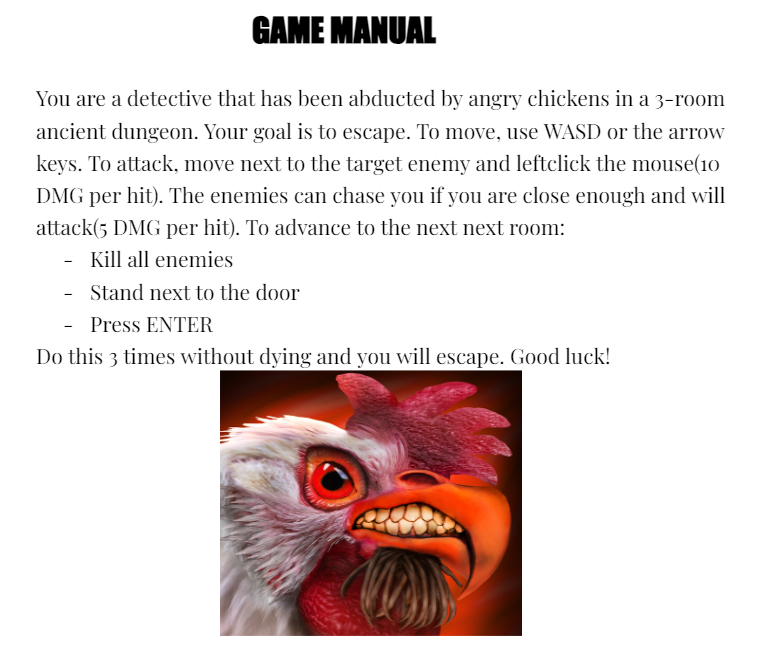 GAME MANUAL
You are a detective that has been abducted by angry chickens in a 3-room
ancient dungeon. Your goal is to escape. To move, use WASD or the arrow
keys. To attack, move next to the target enemy and leftclick the mouse(10
DMG per hit). The enemies can chase you if you are close enough and will
attack(5 DMG per hit). To advance to the next next room:
- Kill all enemies
- Stand next to the door
- Press ENTER
Do this 3 times without dying and you will escape. Good luck!